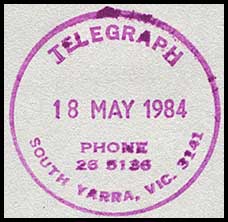 TELEGRAPH
18 MAY 1984
PHONE
26 5136
SOUTH YARRA, VIC. 3141